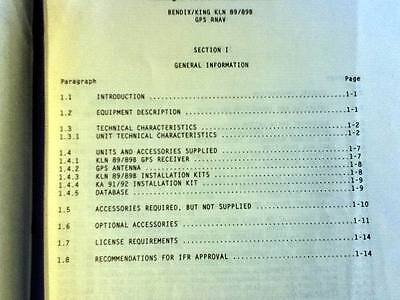 BENDIX/KING KLN 89/89B
GPS RNAV
SECTION I
GENERAL INFORMATION
Paragraph Page
1.1 INTRODUCTION ........................................ 1-1
1.2 EQUIPMENT DESCRIPTION ............................... 1-1
1.3 TECHNICAL CHARACTERISTICS ........................... 1-2
1.3.1 UNIT TECHNICAL CHARACTERISTICS ...................... 1-2
1.4 UNITS AND ACCESSORIES SUPPLIED ...................... 1-7
1.4.1 KLN 89/89B GPS RECEIVER ............................. 1-7
1.4.2 GPS ANTENNA ......................................... 1-8
1.4.3 KLN 89/89B INSTALLATION KITS ........................ 1-8
1.4.4 KA 91/92 INSTALLATION KIT ........................... 1-9
1.4.5 DATABASE ............................................ 1-9
1.5 ACCESSORIES REQUIRED, BUT NOT SUPPLIED .............. 1-10
1.6 OPTIONAL ACCESSORIES ................................ 1-11
1.7 LICENSE REQUIREMENTS ................................ 1-14
1.8 RECOMMENDATIONS FOR IFR APPROVAL .................... 1-14